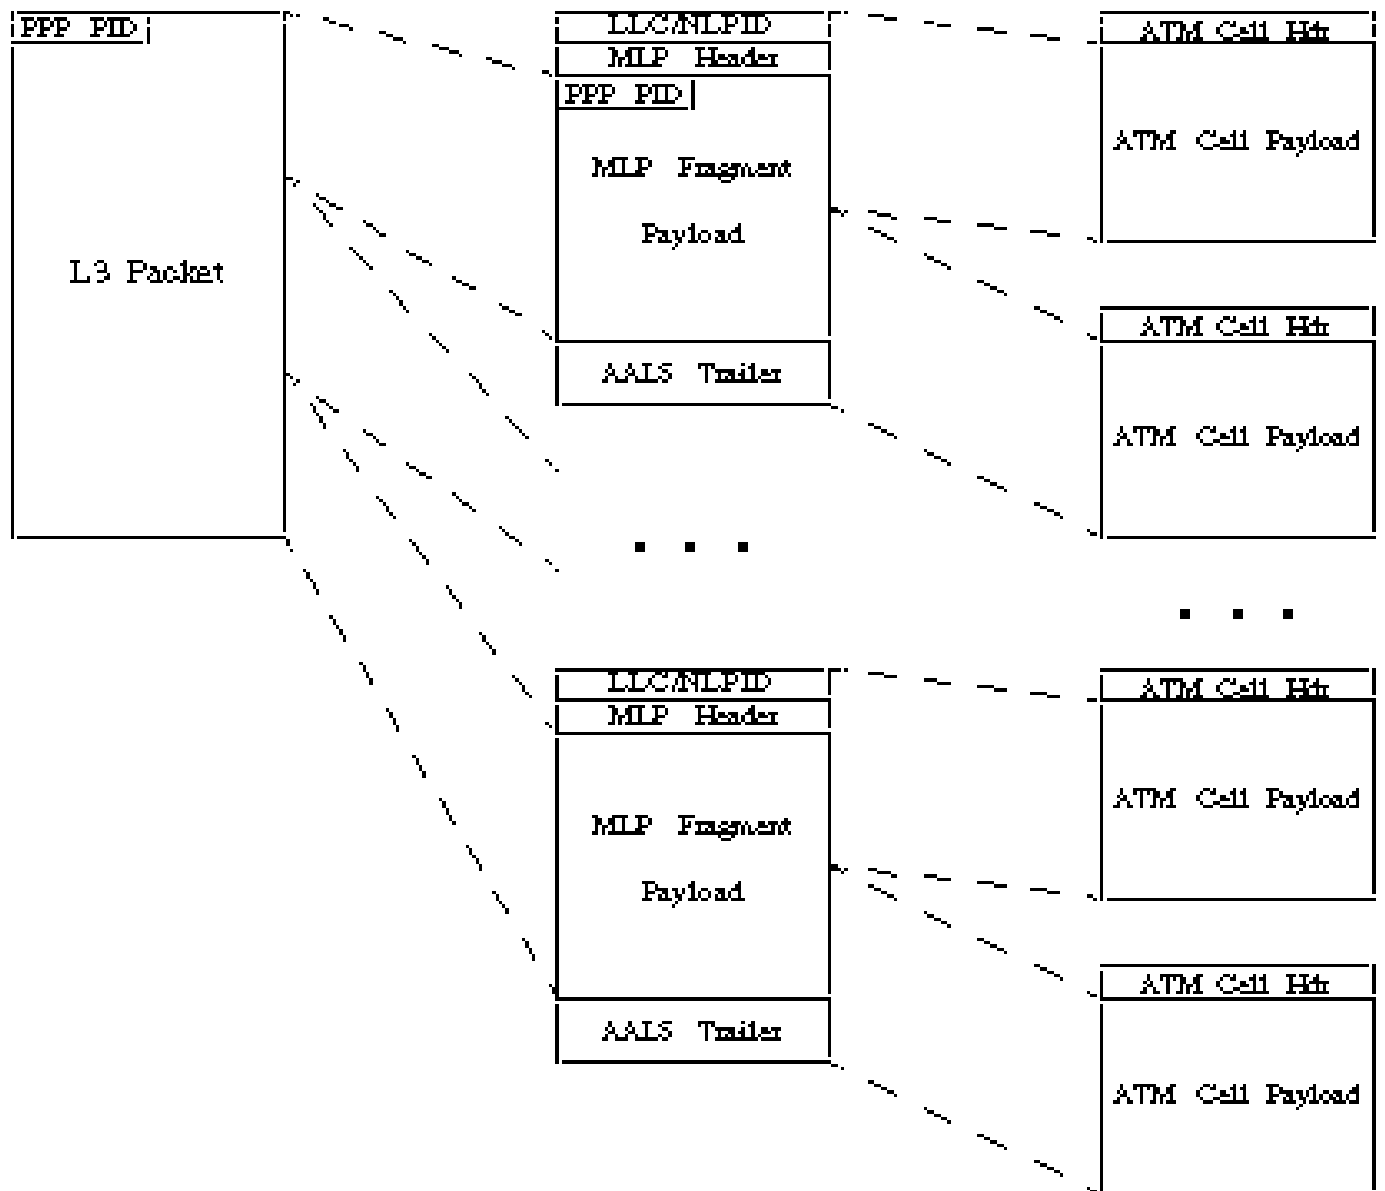 PPP PID
L3 Packet
LLC/NLPID
MLP Header
PPP PID
MLP Fragment
Payload
AAL5 Trailer
. . .
LLC/NLPID
MLP Header
MLP Fragment
Payload
AAL5 Trailer
ATM Cell Hdr
ATM Cell Payload
ATM Cell Hdr
ATM Cell Payload
. . .
ATM Cell Hdr
ATM Cell Payload
ATM Cell Hdr
ATM Cell Payload